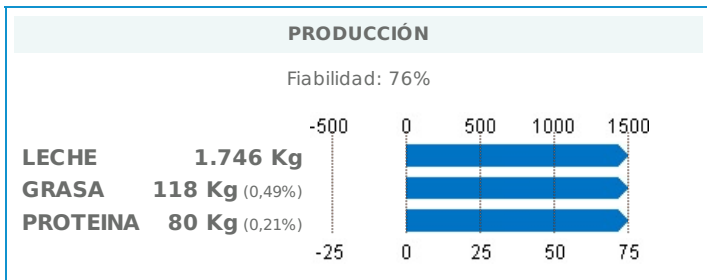 PRODUCCIÓN
Fiabilidad: 76%
-500 0 500 1000 1500
LECHE 1.746 Kg
GRASA 118 Kg (0,49%)
PROTEINA 80 Kg (0,21%)
-25 0 25 50 75